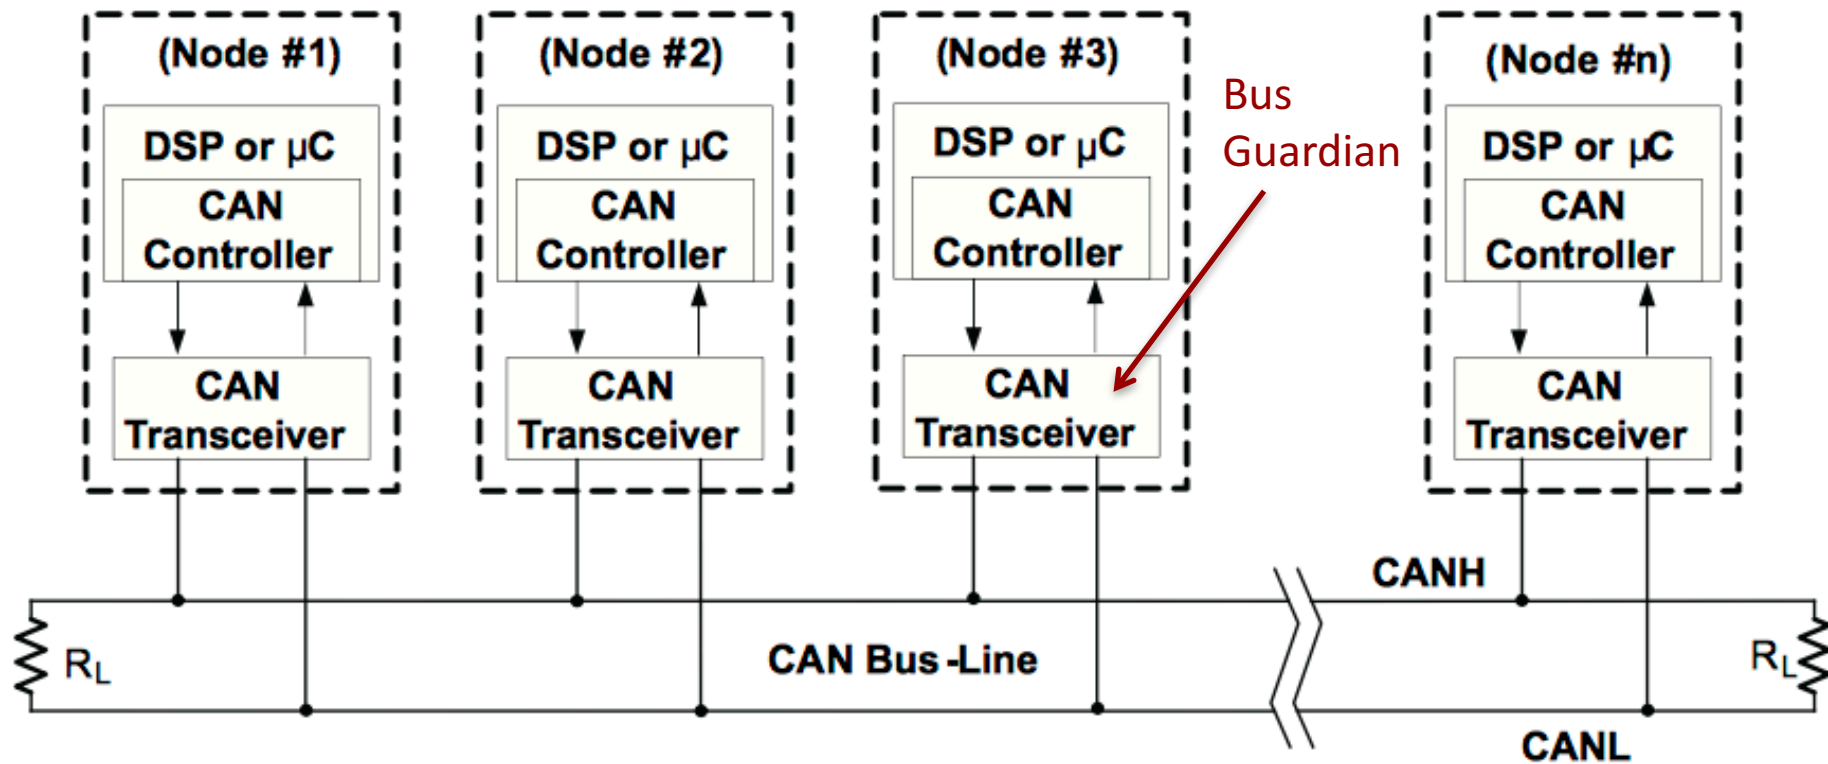 (Node #1)
DSP or µC
CAN
Controller
CAN
Transceiver
(Node #2)
DSP or µC
CAN
Controller
CAN
Transceiver
(Node #3)
DSP or µC
CAN
Controller
CAN
Transceiver
Bus
Guardian
(Node #n)
DSP or µC
CAN
Controller
CAN
Transceiver
CANH
RL
CAN Bus-Line
RL
CANL